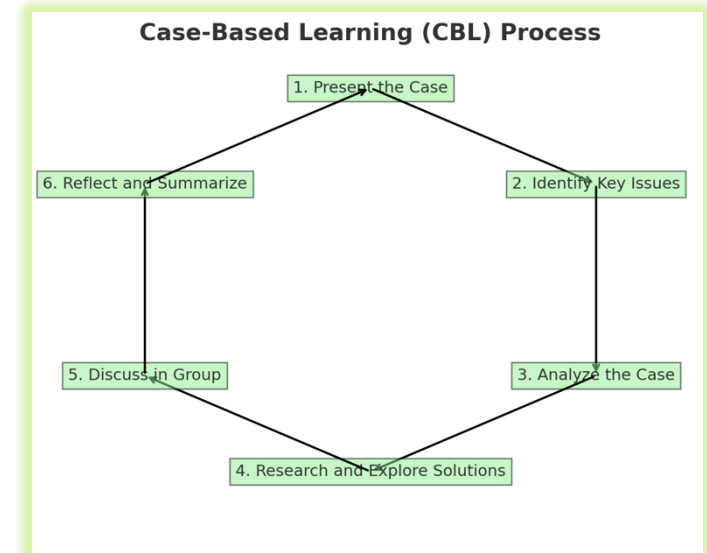 Case-Based Learning (CBL) Process
1. Present the Case
2. Identify Key Issues
3. Analyze the Case
4. Research and Explore Solutions
5. Discuss in Group
6. Reflect and Summarize